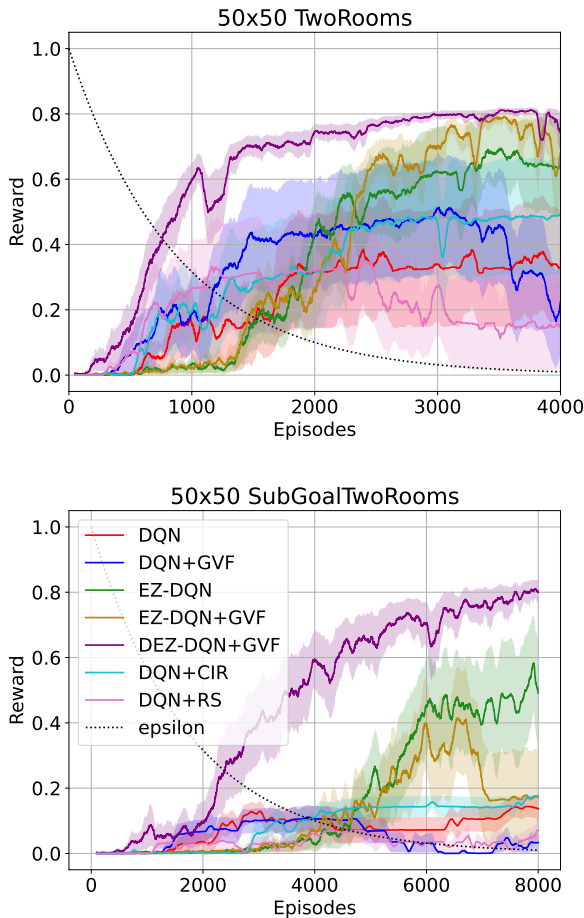 50x50 TwoRooms
1.0
0.8
0.6
0.4
0.2
0.0
Reward
0 1000 2000 3000 4000
Episodes
50x50 SubGoalTwoRooms
1.0
0.8
0.6
0.4
0.2
0.0
Reward
DQN
DQN+GVF
EZ-DQN
EZ-DQN+GVF
DEZ-DQN+GVF
DQN+CIR
DQN+RS
epsilon
0 2000 4000 6000 8000
Episodes